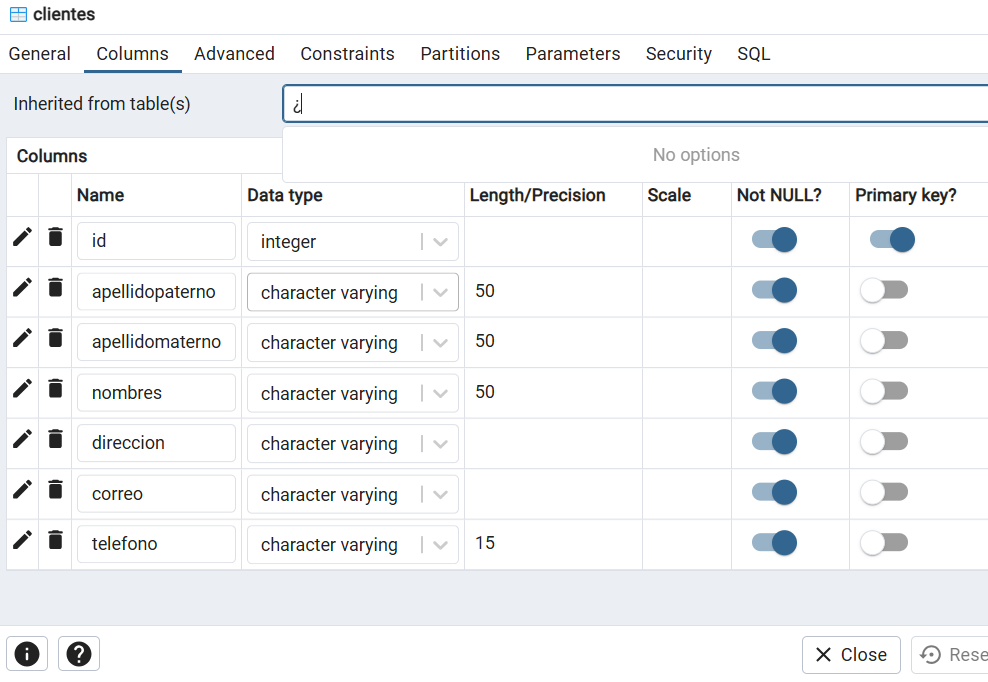 clientes
General Columns Advanced Constraints Partitions Parameters Security SQL
Inherited from table(s) ¿
No options
Columns
Name Data type Length/Precision Scale Not NULL? Primary key?
id integer
apellidopaterno character varying 50
apellidomaterno character varying 50
nombres character varying 50
direccion character varying
correo character varying
telefono character varying 15
Close Rese